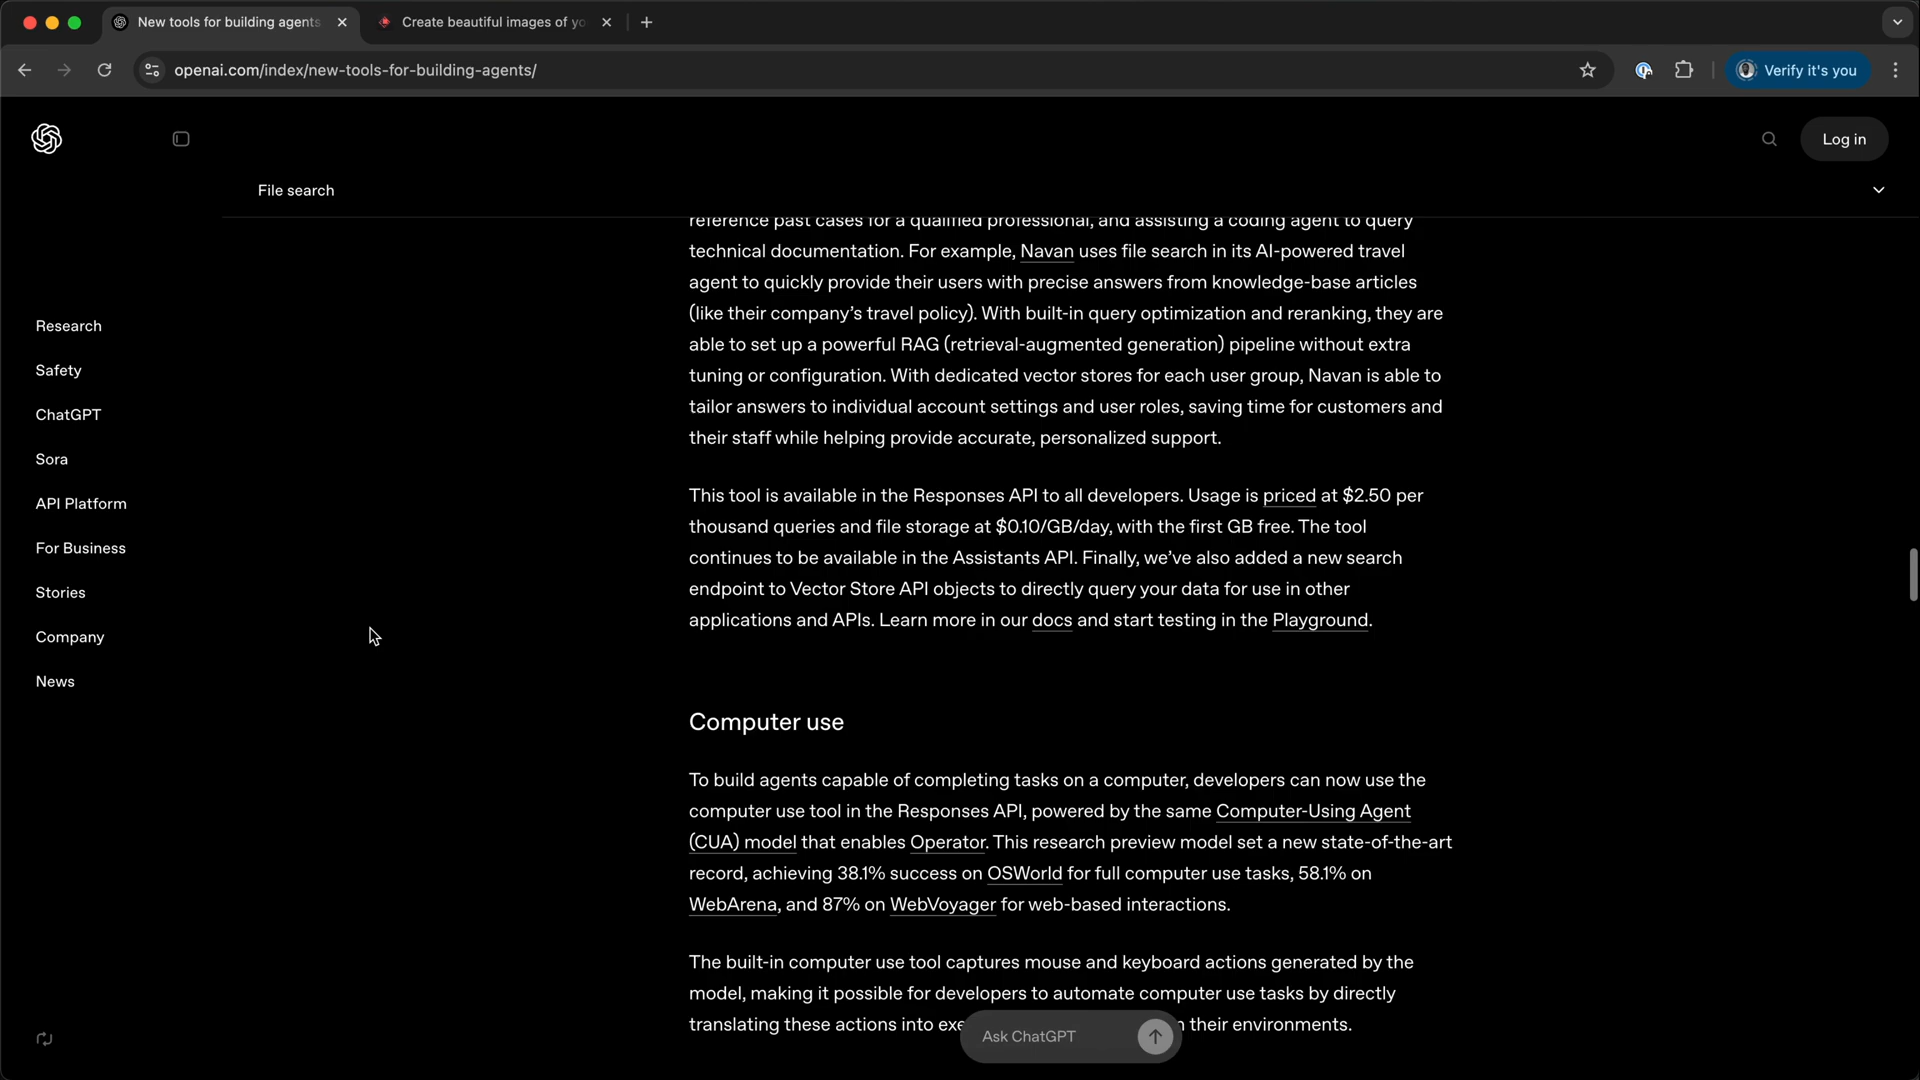 New tools for building agents
Create beautiful images of yo
openai.com/index/new-tools-for-building-agents/
Verify it's you
Log in
File search
Research
Safety
ChatGPT
Sora
API Platform
For Business
Stories
Company
News
reference past cases for a qualified professional, and assisting a coding agent to query
technical documentation. For example, Navan uses file search in its AI-powered travel
agent to quickly provide their users with precise answers from knowledge-base articles
(like their company’s travel policy). With built-in query optimization and reranking, they are
able to set up a powerful RAG (retrieval-augmented generation) pipeline without extra
tuning or configuration. With dedicated vector stores for each user group, Navan is able to
tailor answers to individual account settings and user roles, saving time for customers and
their staff while helping provide accurate, personalized support.
This tool is available in the Responses API to all developers. Usage is priced at $2.50 per
thousand queries and file storage at $0.10/GB/day, with the first GB free. The tool
continues to be available in the Assistants API. Finally, we’ve also added a new search
endpoint to Vector Store API objects to directly query your data for use in other
applications and APIs. Learn more in our docs and start testing in the Playground.
Computer use
To build agents capable of completing tasks on a computer, developers can now use the
computer use tool in the Responses API, powered by the same Computer-Using Agent
(CUA) model that enables Operator. This research preview model set a new state-of-the-art
record, achieving 38.1% success on OSWorld for full computer use tasks, 58.1% on
WebArena, and 87% on WebVoyager for web-based interactions.
The built-in computer use tool captures mouse and keyboard actions generated by the
model, making it possible for developers to automate computer use tasks by directly
translating these actions into exe their environments.
Ask ChatGPT